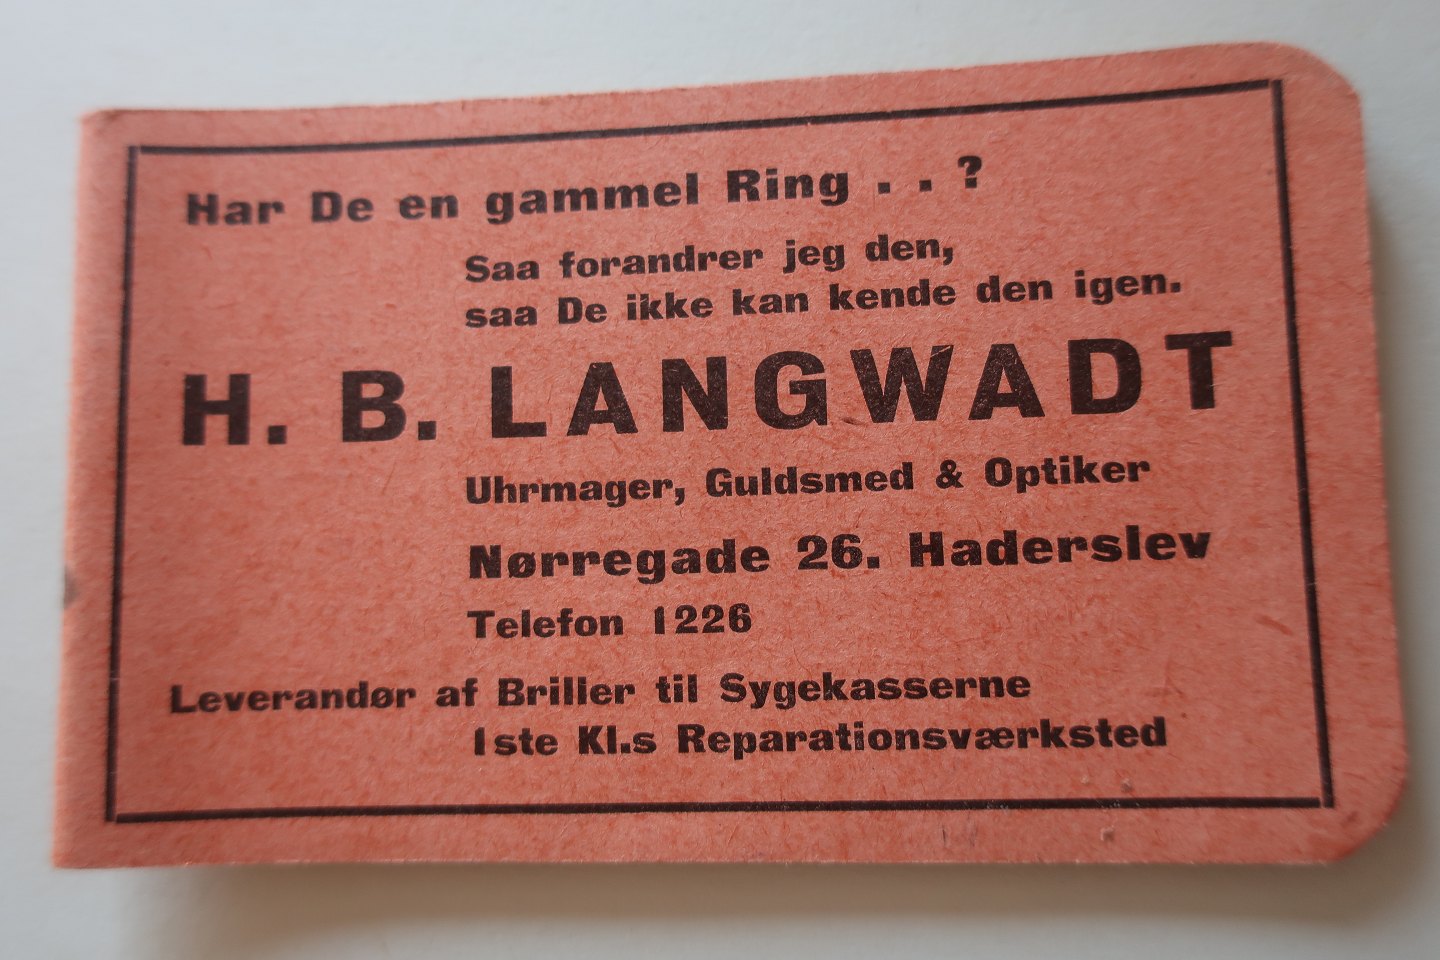 Har De en gammel Ring . . ?
Saa forandrer jeg den,
saa De ikke kan kende den igen.
H. B. LANGWADT
Uhrmager, Guldsmed & Optiker
Nørregade 26. Haderslev
Telefon 1226
Leverandør af Briller til Sygekasserne
1ste Kl.s Reparationsværksted